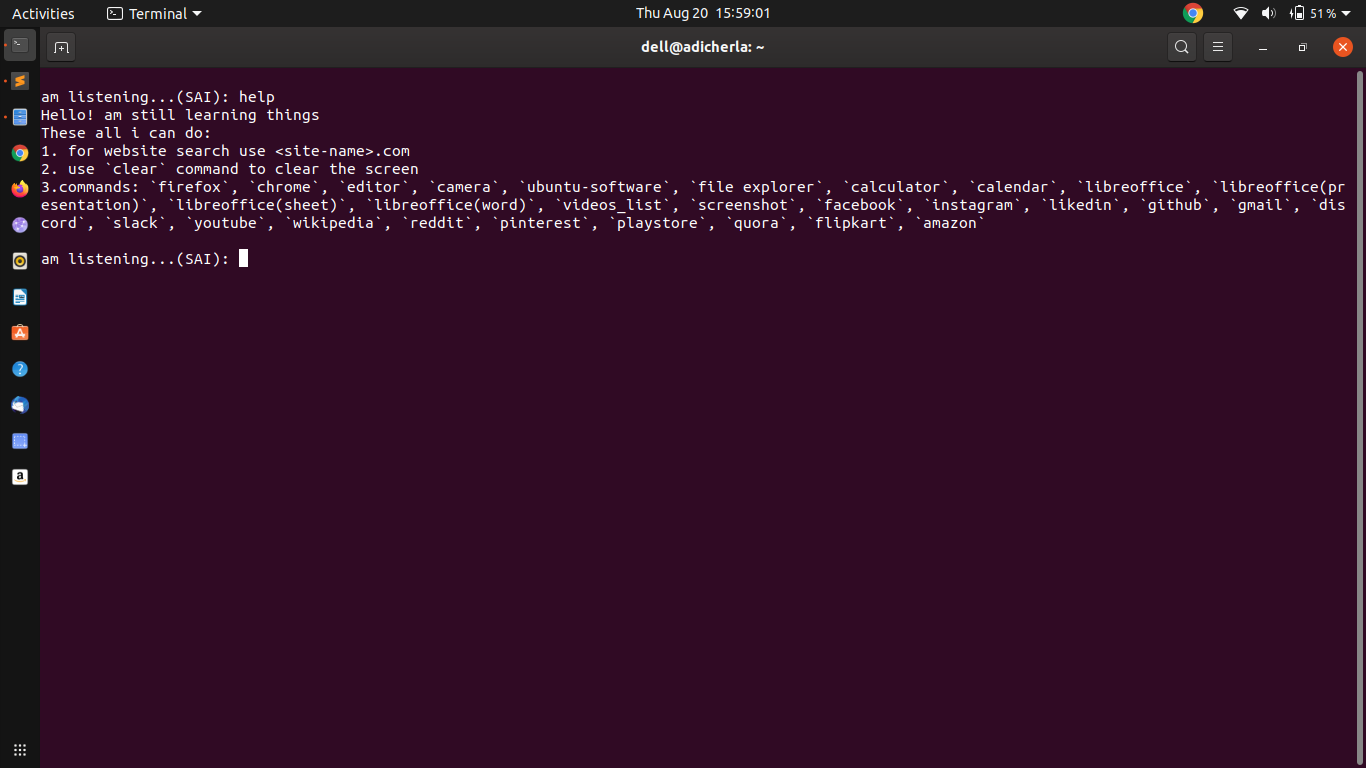 Activities Terminal Thu Aug 20 15:59:01 51%
dell@adicherla: ~
am listening...(SAI): help
Hello! am still learning things
These all i can do:
1. for website search use <site-name>.com
2. use `clear` command to clear the screen
3.commands: `firefox`, `chrome`, `editor`, `camera`, `ubuntu-software`, `file explorer`, `calculator`, `calendar`, `libreoffice`, `libreoffice(pr
esentation)`, `libreoffice(sheet)`, `libreoffice(word)`, `videos_list`, `screenshot`, `facebook`, `instagram`, `likedin`, `github`, `gmail`, `dis
cord`, `slack`, `youtube`, `wikipedia`, `reddit`, `pinterest`, `playstore`, `quora`, `flipkart`, `amazon`
am listening...(SAI):